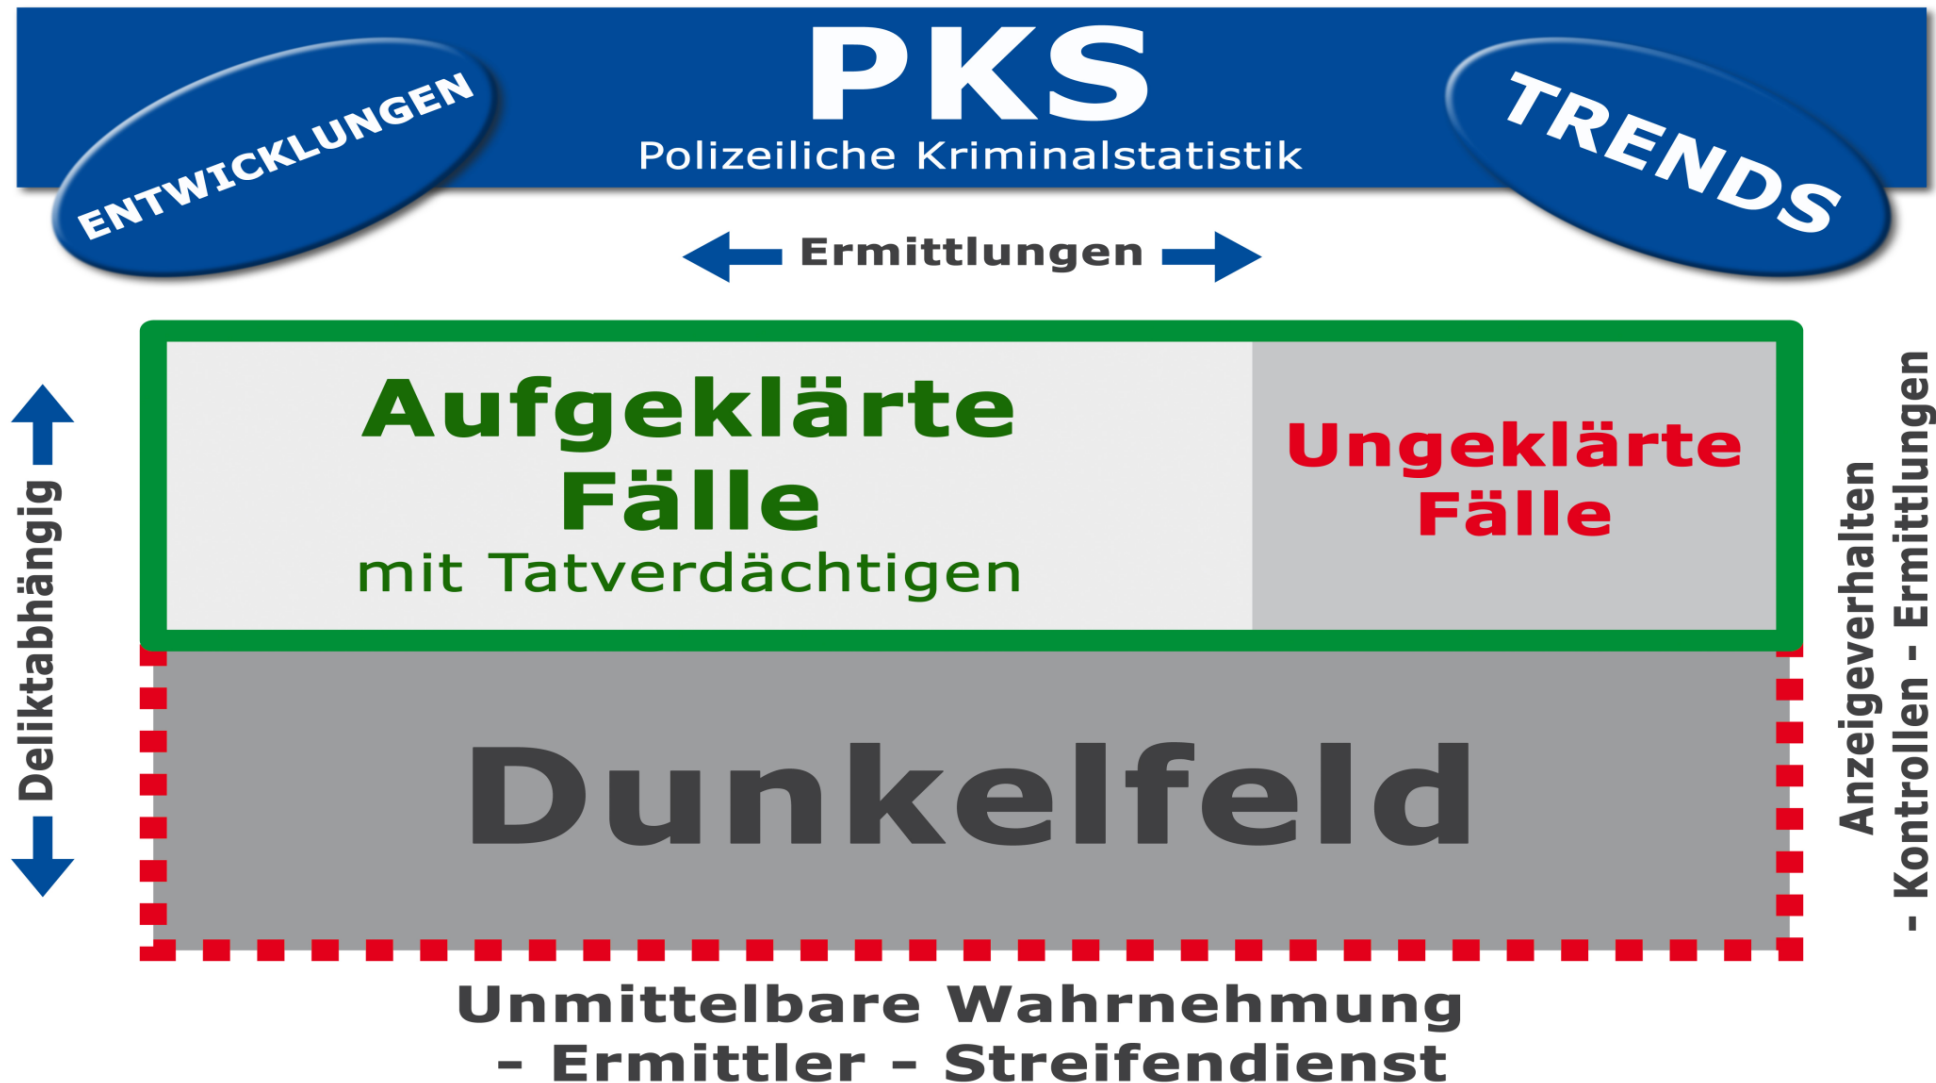 PKS
Polizeiliche Kriminalstatistik
ENTWICKLUNGEN
TRENDS
Ermittlungen
Aufgeklärte
Fälle
mit Tatverdächtigen
Ungeklärte
Fälle
Deliktabhängig
Anzeigeverhalten
- Kontrollen - Ermittlungen
Dunkelfeld
Unmittelbare Wahrnehmung
- Ermittler - Streifendienst